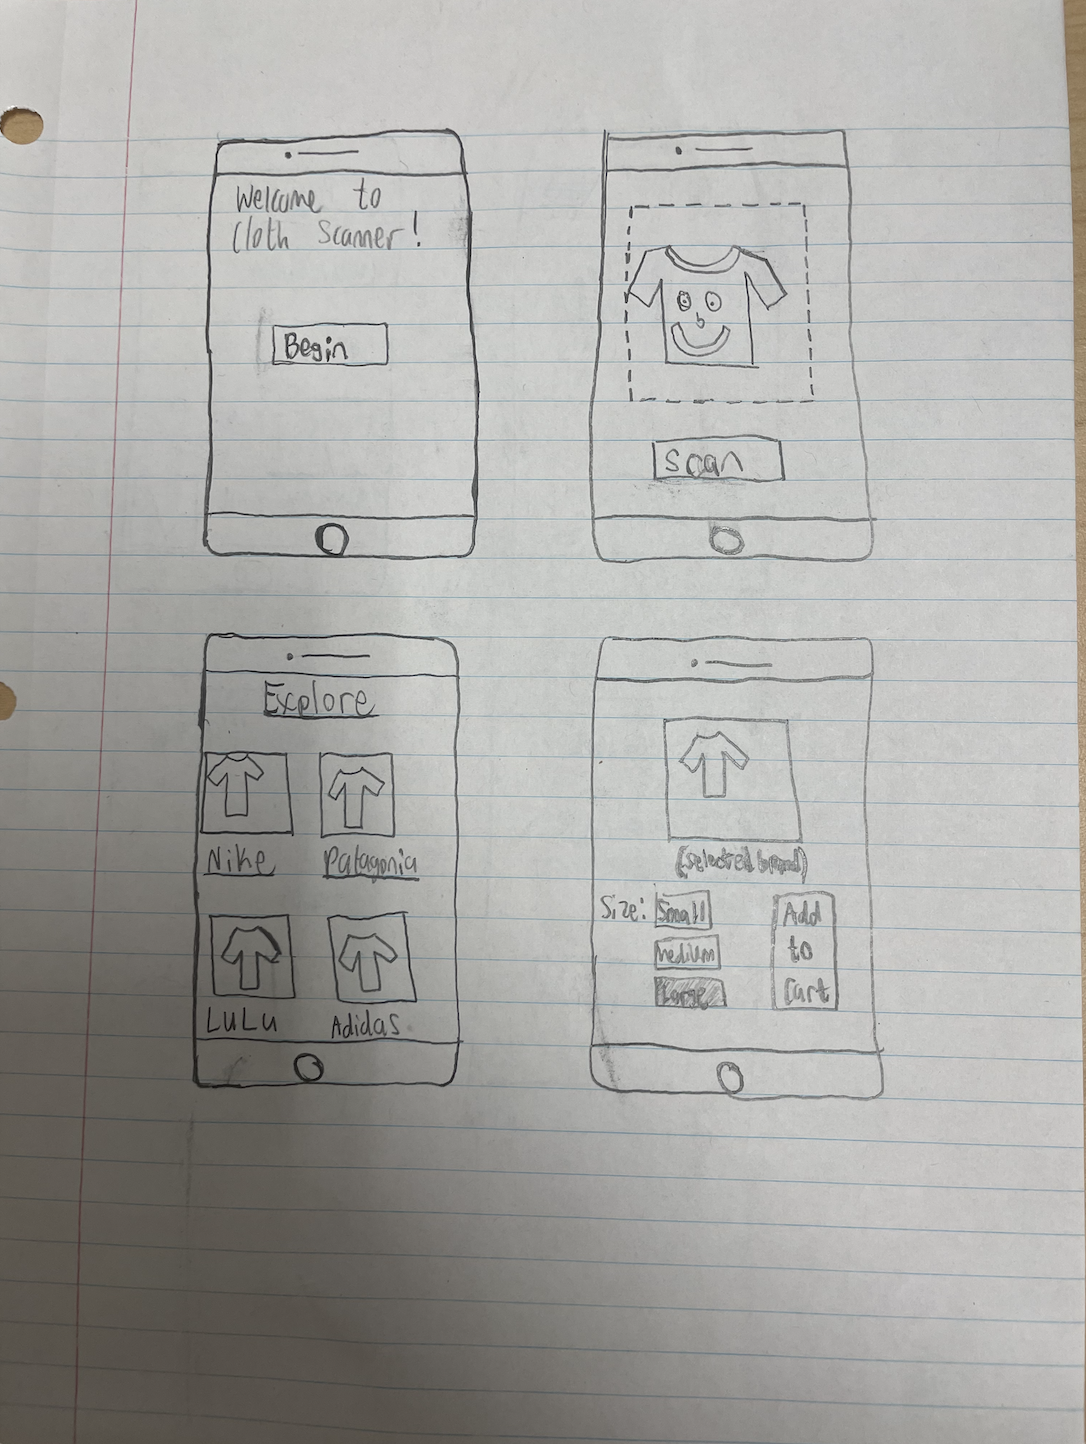 Welcome to
Cloth Scanner!
Begin
Scan
Explore
Nike
Patagonia
LuLu
Adidas
(Selected brand)
Size: Small
Medium
Large
Add
to
Cart